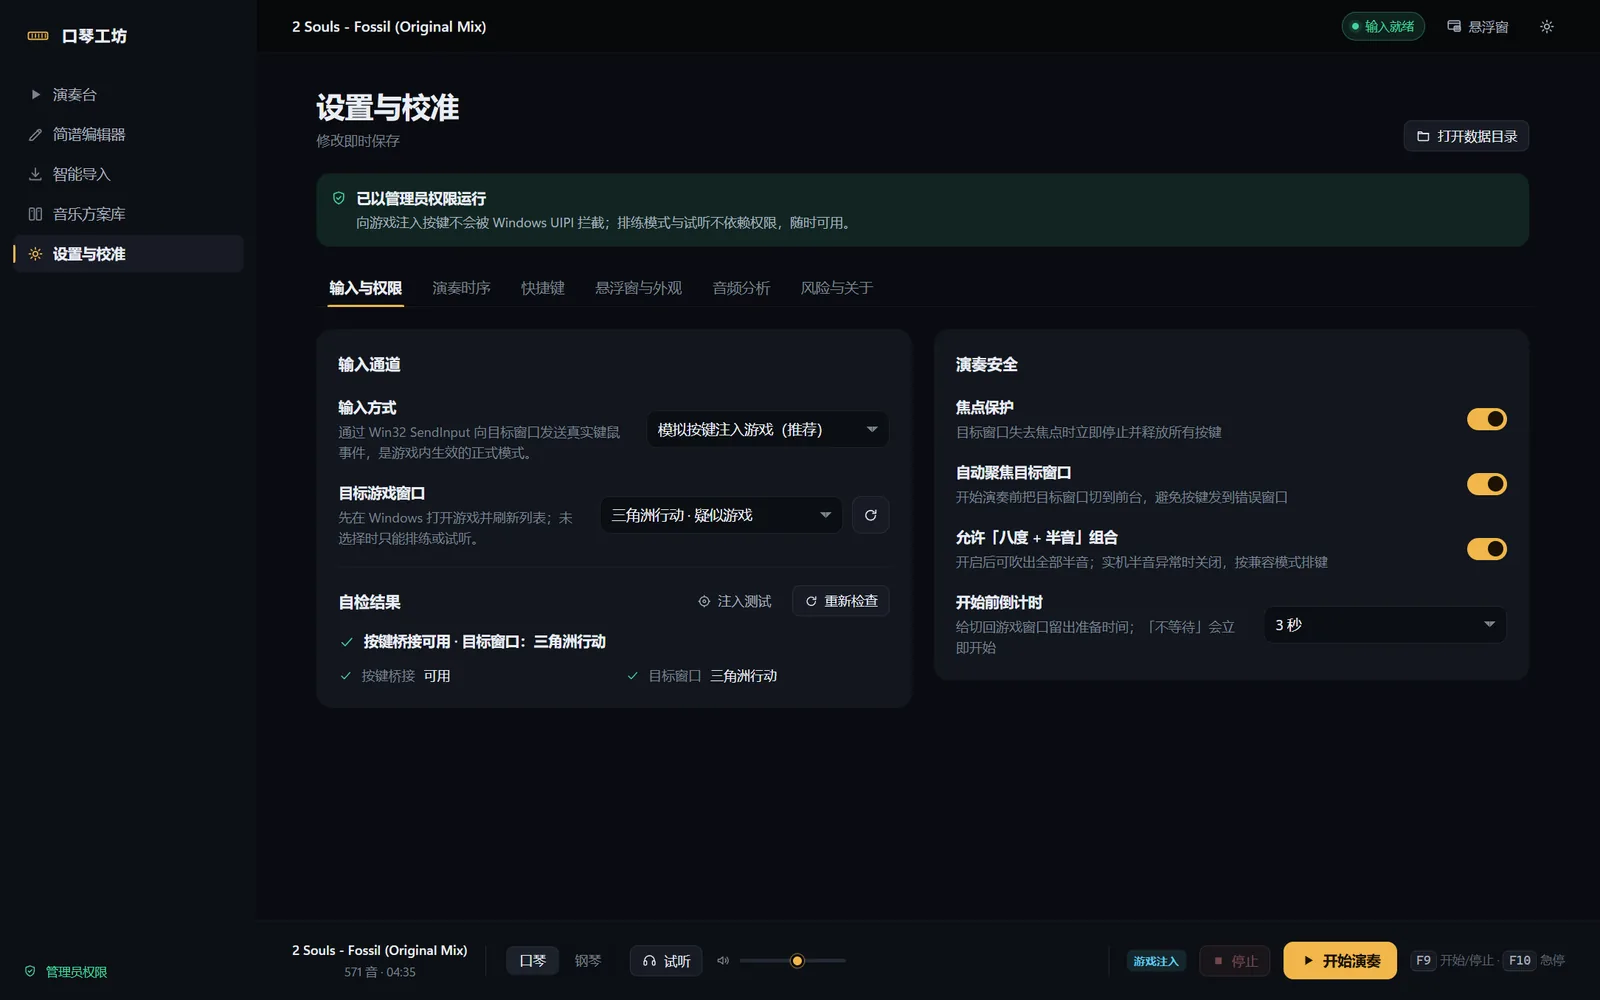 口琴工坊
2 Souls - Fossil (Original Mix)
输入就绪
悬浮窗
演奏台
简谱编辑器
智能导入
音乐方案库
设置与校准
设置与校准
修改即时保存
打开数据目录
已以管理员权限运行
向游戏注入按键不会被 Windows UIPI 拦截；排练模式与试听不依赖权限，随时可用。
输入与权限
演奏时序
快捷键
悬浮窗与外观
音频分析
风险与关于
输入通道
输入方式
通过 Win32 SendInput 向目标窗口发送真实键鼠
事件，是游戏内生效的正式模式。
模拟按键注入游戏（推荐）
目标游戏窗口
先在 Windows 打开游戏并刷新列表；未
选择时只能排练或试听。
三角洲行动 · 疑似游戏
自检结果
注入测试
重新检查
按键桥接可用 · 目标窗口：三角洲行动
按键桥接 可用
目标窗口 三角洲行动
演奏安全
焦点保护
目标窗口失去焦点时立即停止并释放所有按键
自动聚焦目标窗口
开始演奏前把目标窗口切到前台，避免按键发到错误窗口
允许「八度 + 半音」组合
开启后可吹出全部半音；实机半音异常时关闭，按兼容模式排键
开始前倒计时
给切回游戏窗口留出准备时间；「不等待」会立
即开始
3 秒
管理员权限
2 Souls - Fossil (Original Mix)
571 音 · 04:35
口琴
钢琴
试听
游戏注入
停止
开始演奏
F9 开始/停止 · F10 急停